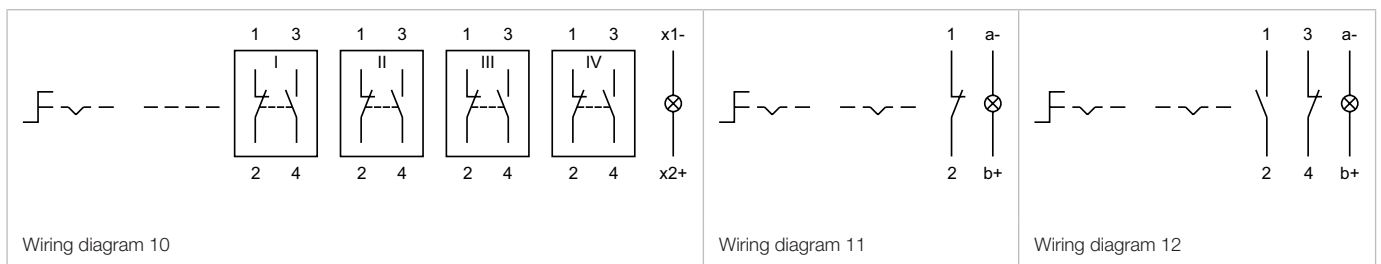 1 3 1 3 1 3 1 3 x1- 1 a- 1 3 a-
I II III IV
2 4 2 4 2 4 2 4 x2+ 2 b+ 2 4 b+
Wiring diagram 10 Wiring diagram 11 Wiring diagram 12